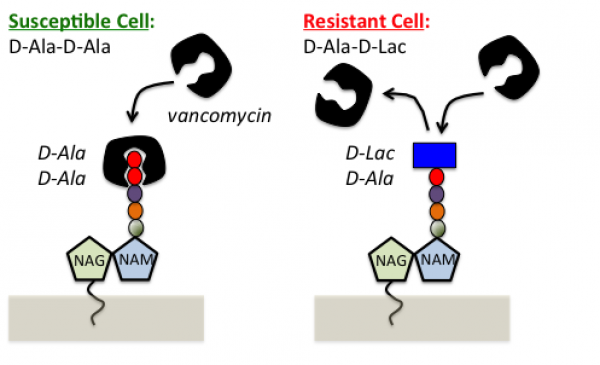 Susceptible Cell:
D-Ala-D-Ala
vancomycin
D-Ala
D-Ala
NAG NAM
Resistant Cell:
D-Ala-D-Lac
D-Lac
D-Ala
NAG NAM